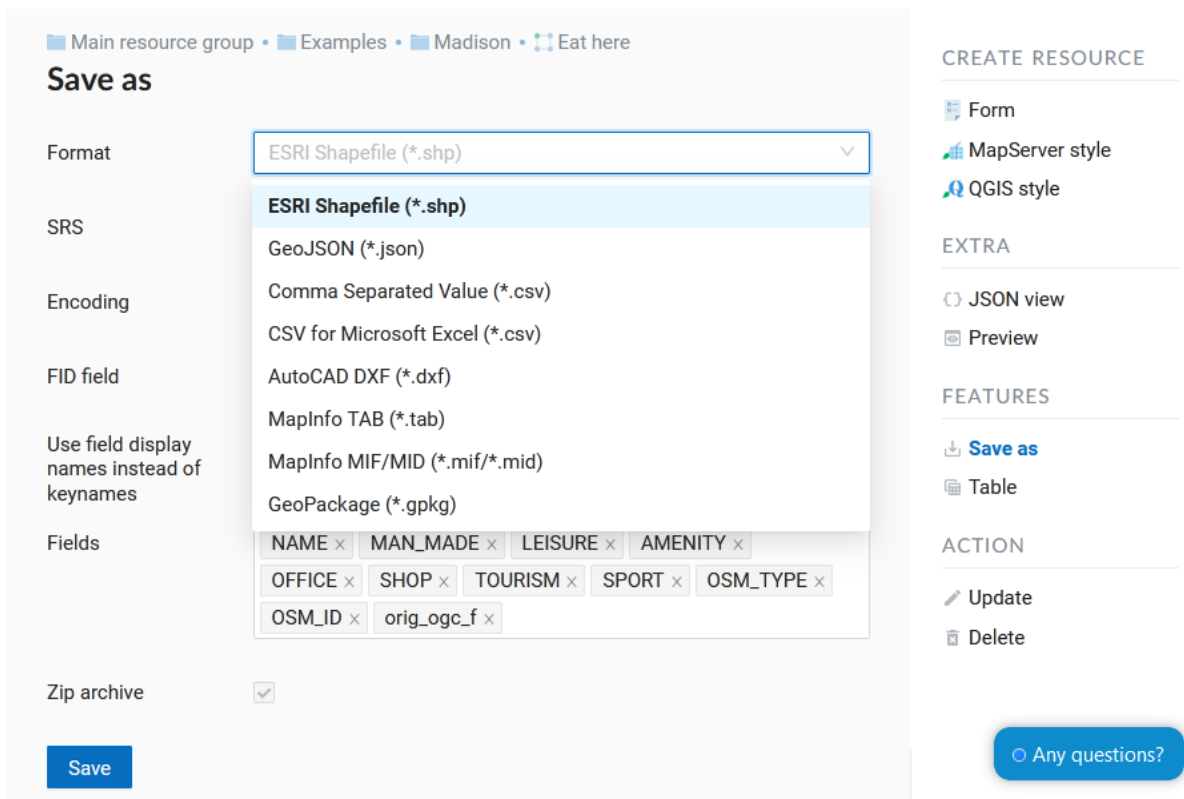 Main resource group • Examples • Madison • Eat here
Save as
Format
ESRI Shapefile (*.shp)
ESRI Shapefile (*.shp)
SRS
GeoJSON (*.json)
Comma Separated Value (*.csv)
Encoding
CSV for Microsoft Excel (*.csv)
FID field
AutoCAD DXF (*.dxf)
MapInfo TAB (*.tab)
Use field display
names instead of
keynames
MapInfo MIF/MID (*.mif/*.mid)
GeoPackage (*.gpkg)
Fields
NAME × MAN_MADE × LEISURE × AMENITY ×
OFFICE × SHOP × TOURISM × SPORT × OSM_TYPE ×
OSM_ID × orig_ogc_f ×
Zip archive
Save
CREATE RESOURCE
Form
MapServer style
QGIS style
EXTRA
JSON view
Preview
FEATURES
Save as
Table
ACTION
Update
Delete
Any questions?